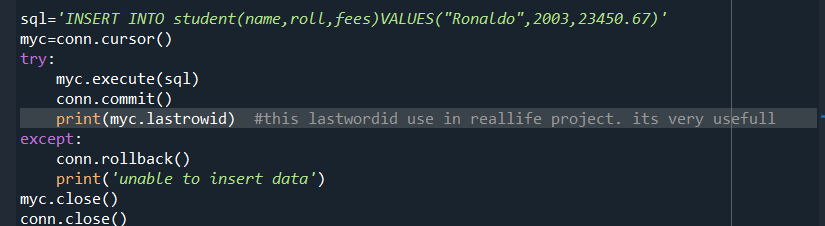 sql='INSERT INTO student(name,roll,fees)VALUES("Ronaldo",2003,23450.67)'
myc=conn.cursor()
try:
    myc.execute(sql)
    conn.commit()
    print(myc.lastrowid)  #this lastwordid use in reallife project. its very usefull
except:
    conn.rollback()
    print('unable to insert data')
myc.close()
conn.close()